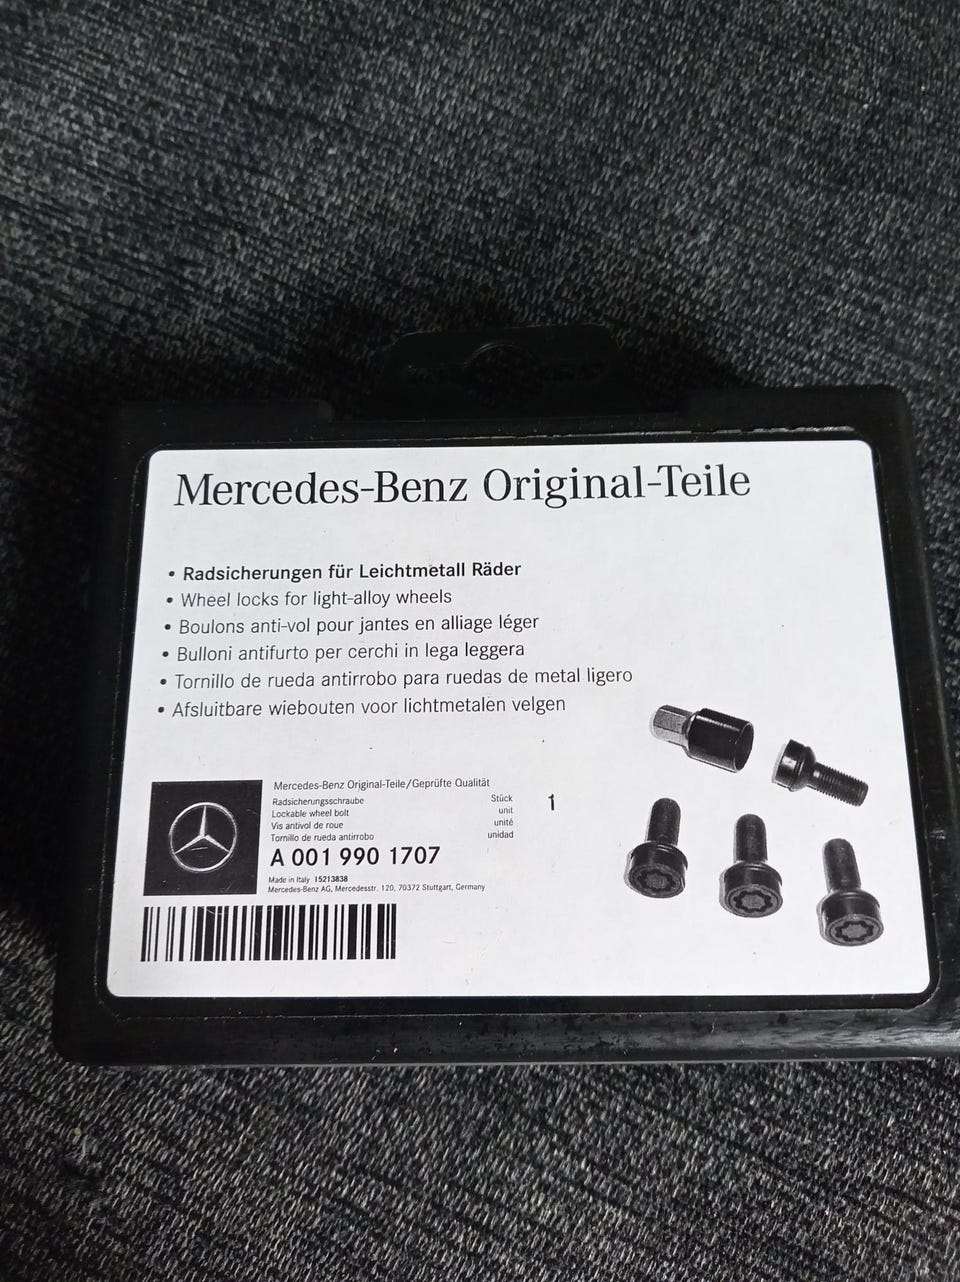 Mercedes-Benz Original-Teile
• Radsicherungen für Leichtmetall Räder
• Wheel locks for light-alloy wheels
• Boulons anti-vol pour jantes en alliage léger
• Bulloni antifurto per cerchi in lega leggera
• Tornillo de rueda antirrobo para ruedas de metal ligero
• Afsluitbare wiebouten voor lichtmetalen velgen
Mercedes-Benz Original-Teile/Geprüfte Qualität
Radsicherungsschraube Stück 1
Lockable wheel bolt unit
Vis antivol de roue unité
Tornillo de rueda antirrobo unidad
A 001 990 1707
Made in Italy 15213838
Mercedes-Benz AG, Mercedesstr. 120, 70372 Stuttgart, Germany